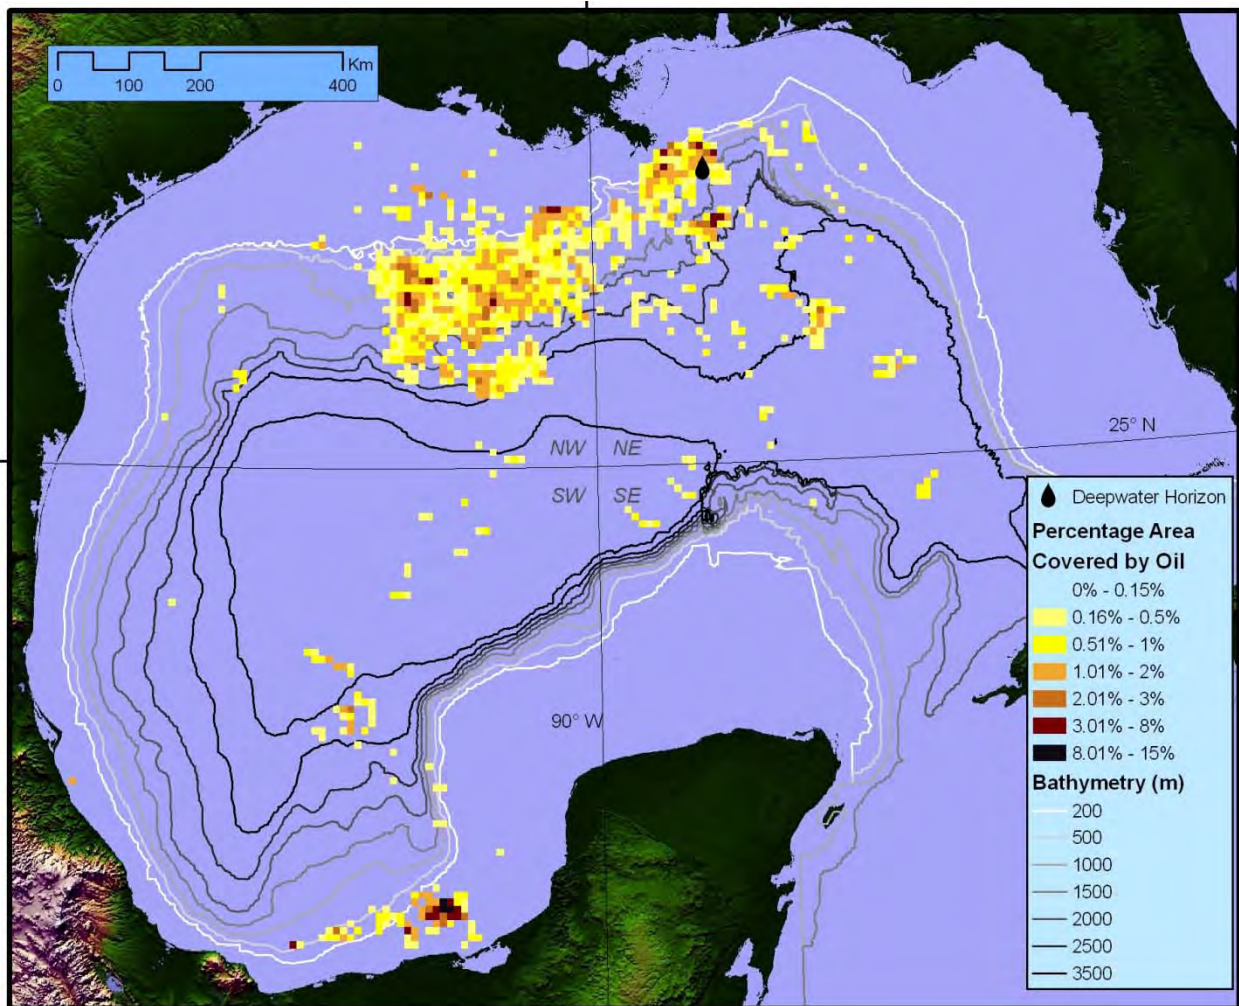 Km
0 100 200 400
25° N
NW NE
SW SE
90° W
Deepwater Horizon
Percentage Area
Covered by Oil
0% - 0.15%
0.16% - 0.5%
0.51% - 1%
1.01% - 2%
2.01% - 3%
3.01% - 8%
8.01% - 15%
Bathymetry (m)
200
500
1000
1500
2000
2500
3500